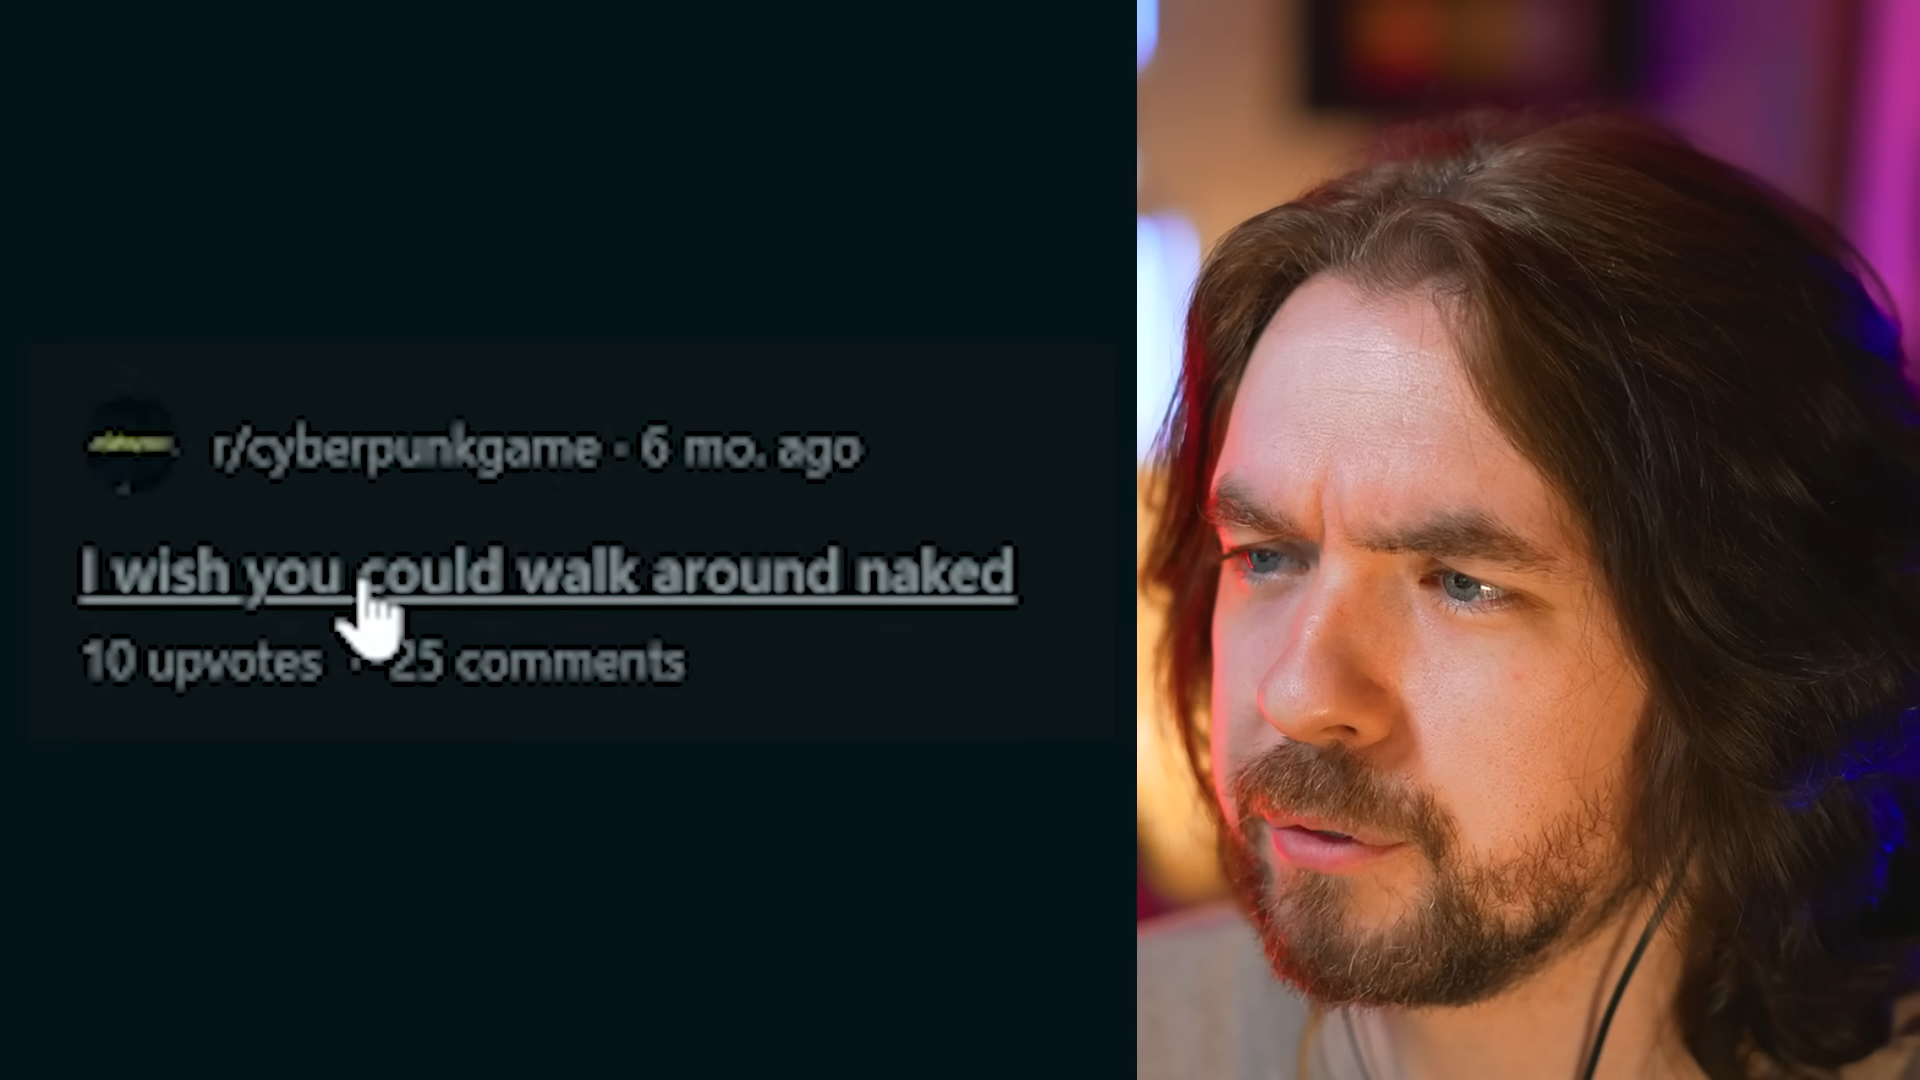 r/cyberpunkgame · 6 mo. ago
I wish you could walk around naked
10 upvotes · 25 comments